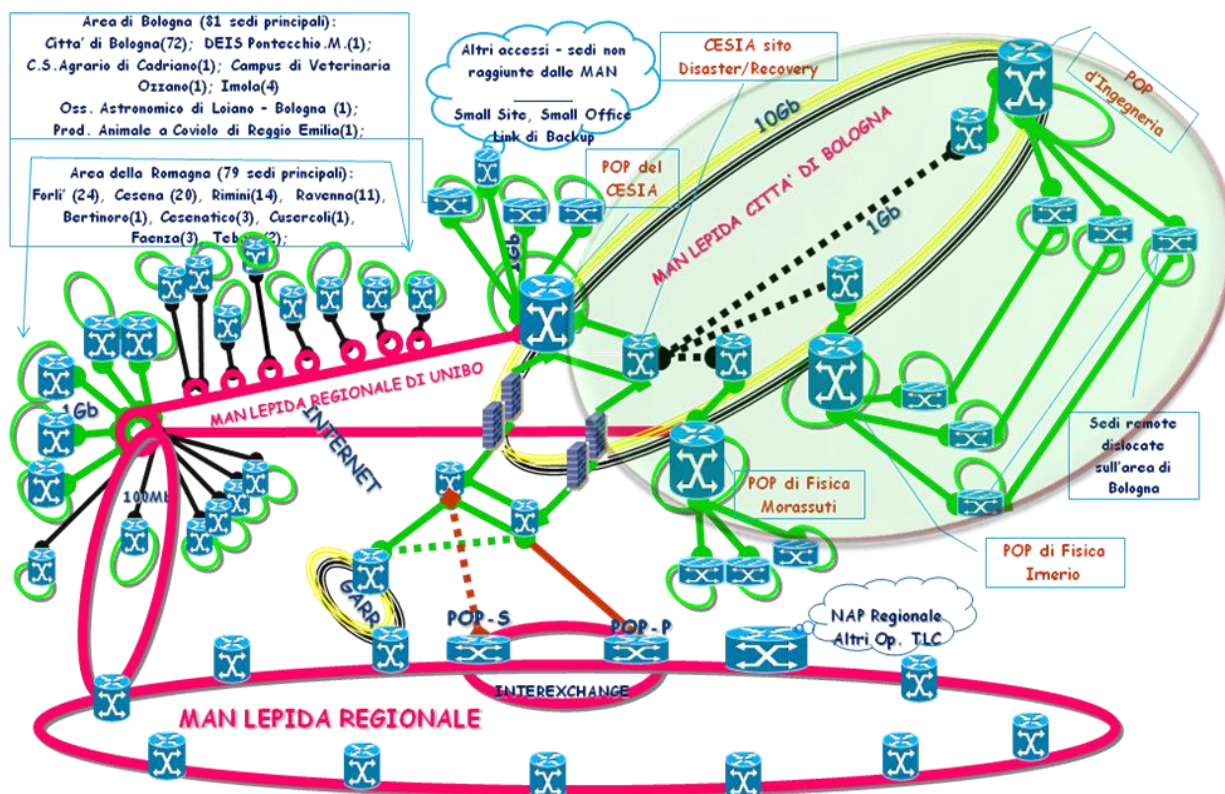 Area di Bologna (81 sedi principali):
Citta' di Bologna(72); DEIS Pontecchio.M.(1);
C.S.Agrario di Cadriano(1); Campus di Veterinaria
Ozzano(1); Imola(4)
Oss. Astronomico di Loiano - Bologna (1);
Prod. Animale a Coviolo di Reggio Emilia(1);
Area della Romagna (79 sedi principali):
Forli' (24), Cesena (20), Rimini(14), Ravenna(11),
Bertinoro(1), Cesenatico(3), Cusercoli(1),
Faenza(3), (2);
Altri accessi - sedi non
raggiunte dalle MAN
Small Site, Small Office
Link di Backup
CESIA sito
Disaster/Recovery
POP
d'Ingegneria
POP del
CESIA
10Gb
MAN LEPIDA CITTA' DI BOLOGNA
1Gb
1Gb
1Gb
MAN LEPIDA REGIONALE DI UNIBO
INTERNET
100Mb
Sedi remote
dislocate
sull'area di
Bologna
POP di Fisica
Morassuti
POP di Fisica
Irnerio
GARR
POP-S
POP-P
NAP Regionale
Altri Op. TLC
INTEREXCHANGE
MAN LEPIDA REGIONALE